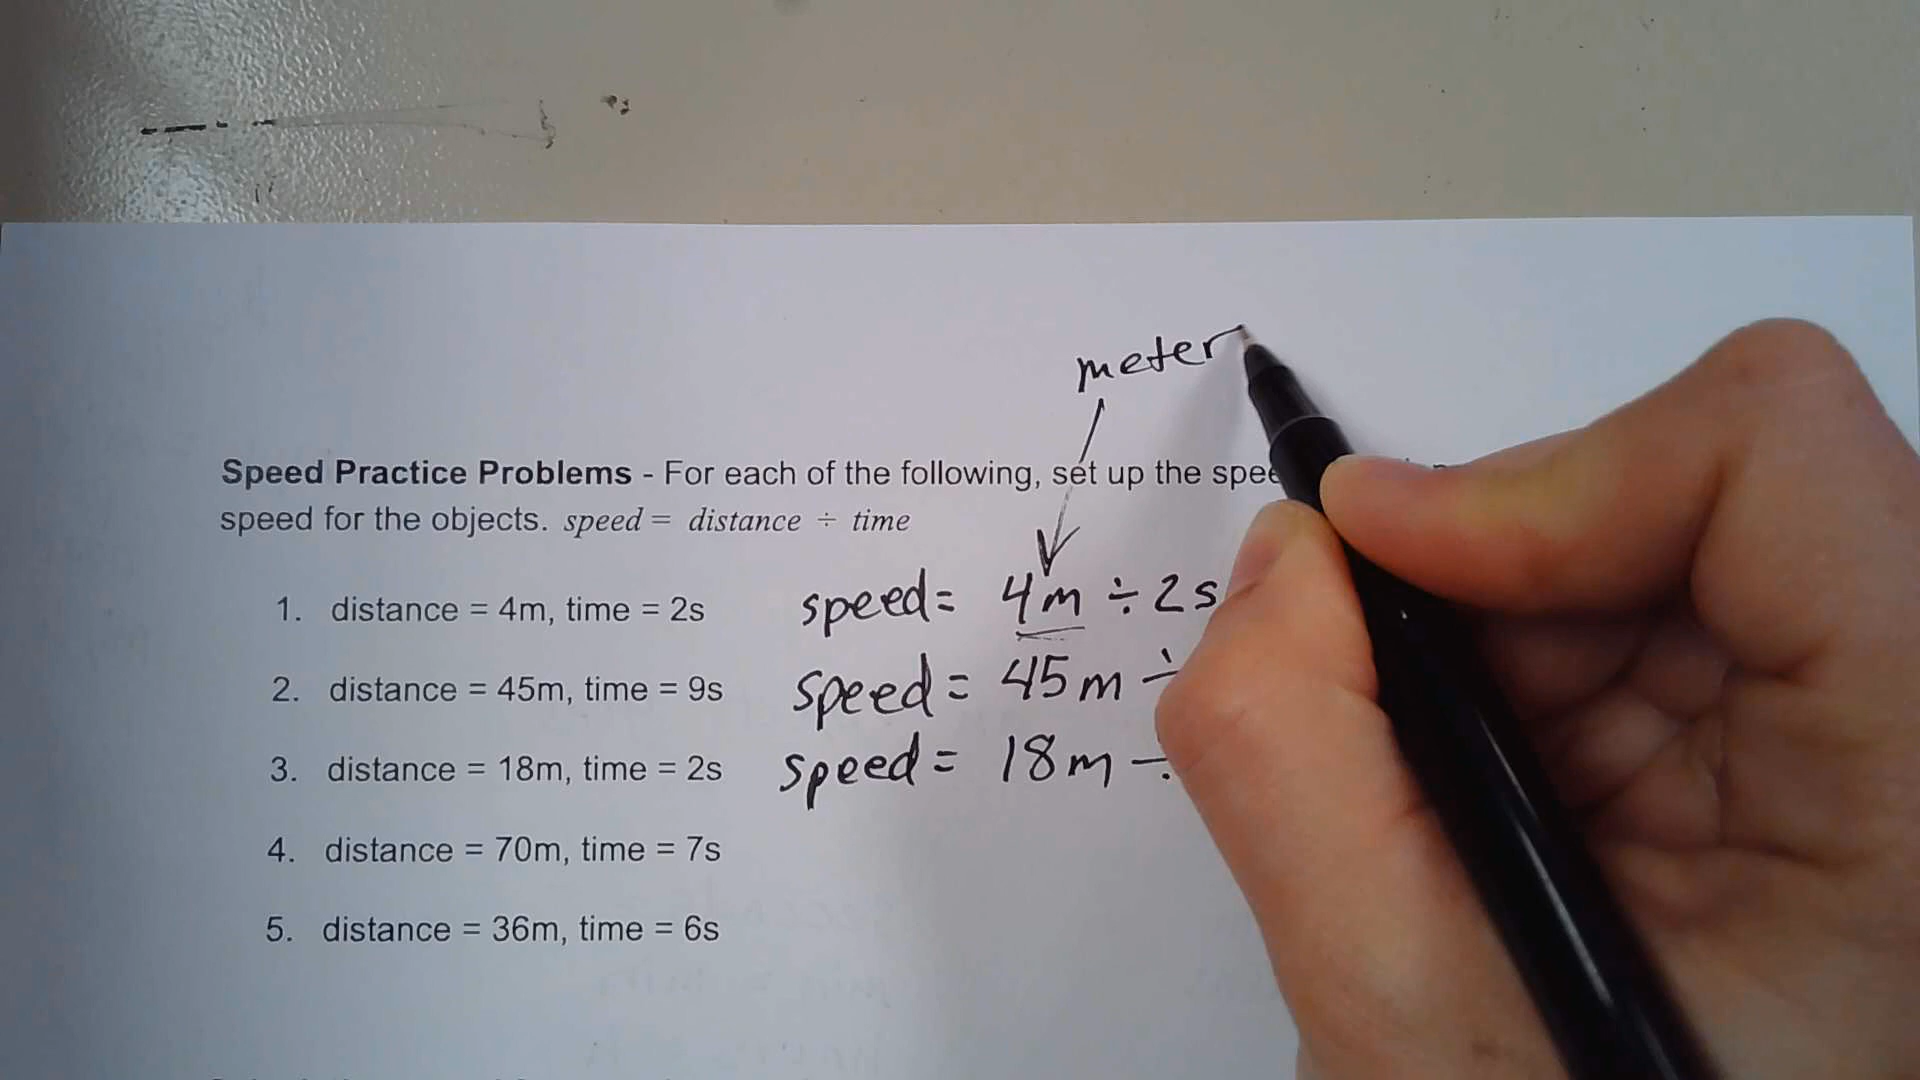 meter
Speed Practice Problems - For each of the following, set up the
speed for the objects. speed = distance ÷ time
1. distance = 4m, time = 2s
speed= 4m ÷ 2s
2. distance = 45m, time = 9s
speed = 45m ÷
3. distance = 18m, time = 2s
speed = 18m ÷
4. distance = 70m, time = 7s
5. distance = 36m, time = 6s